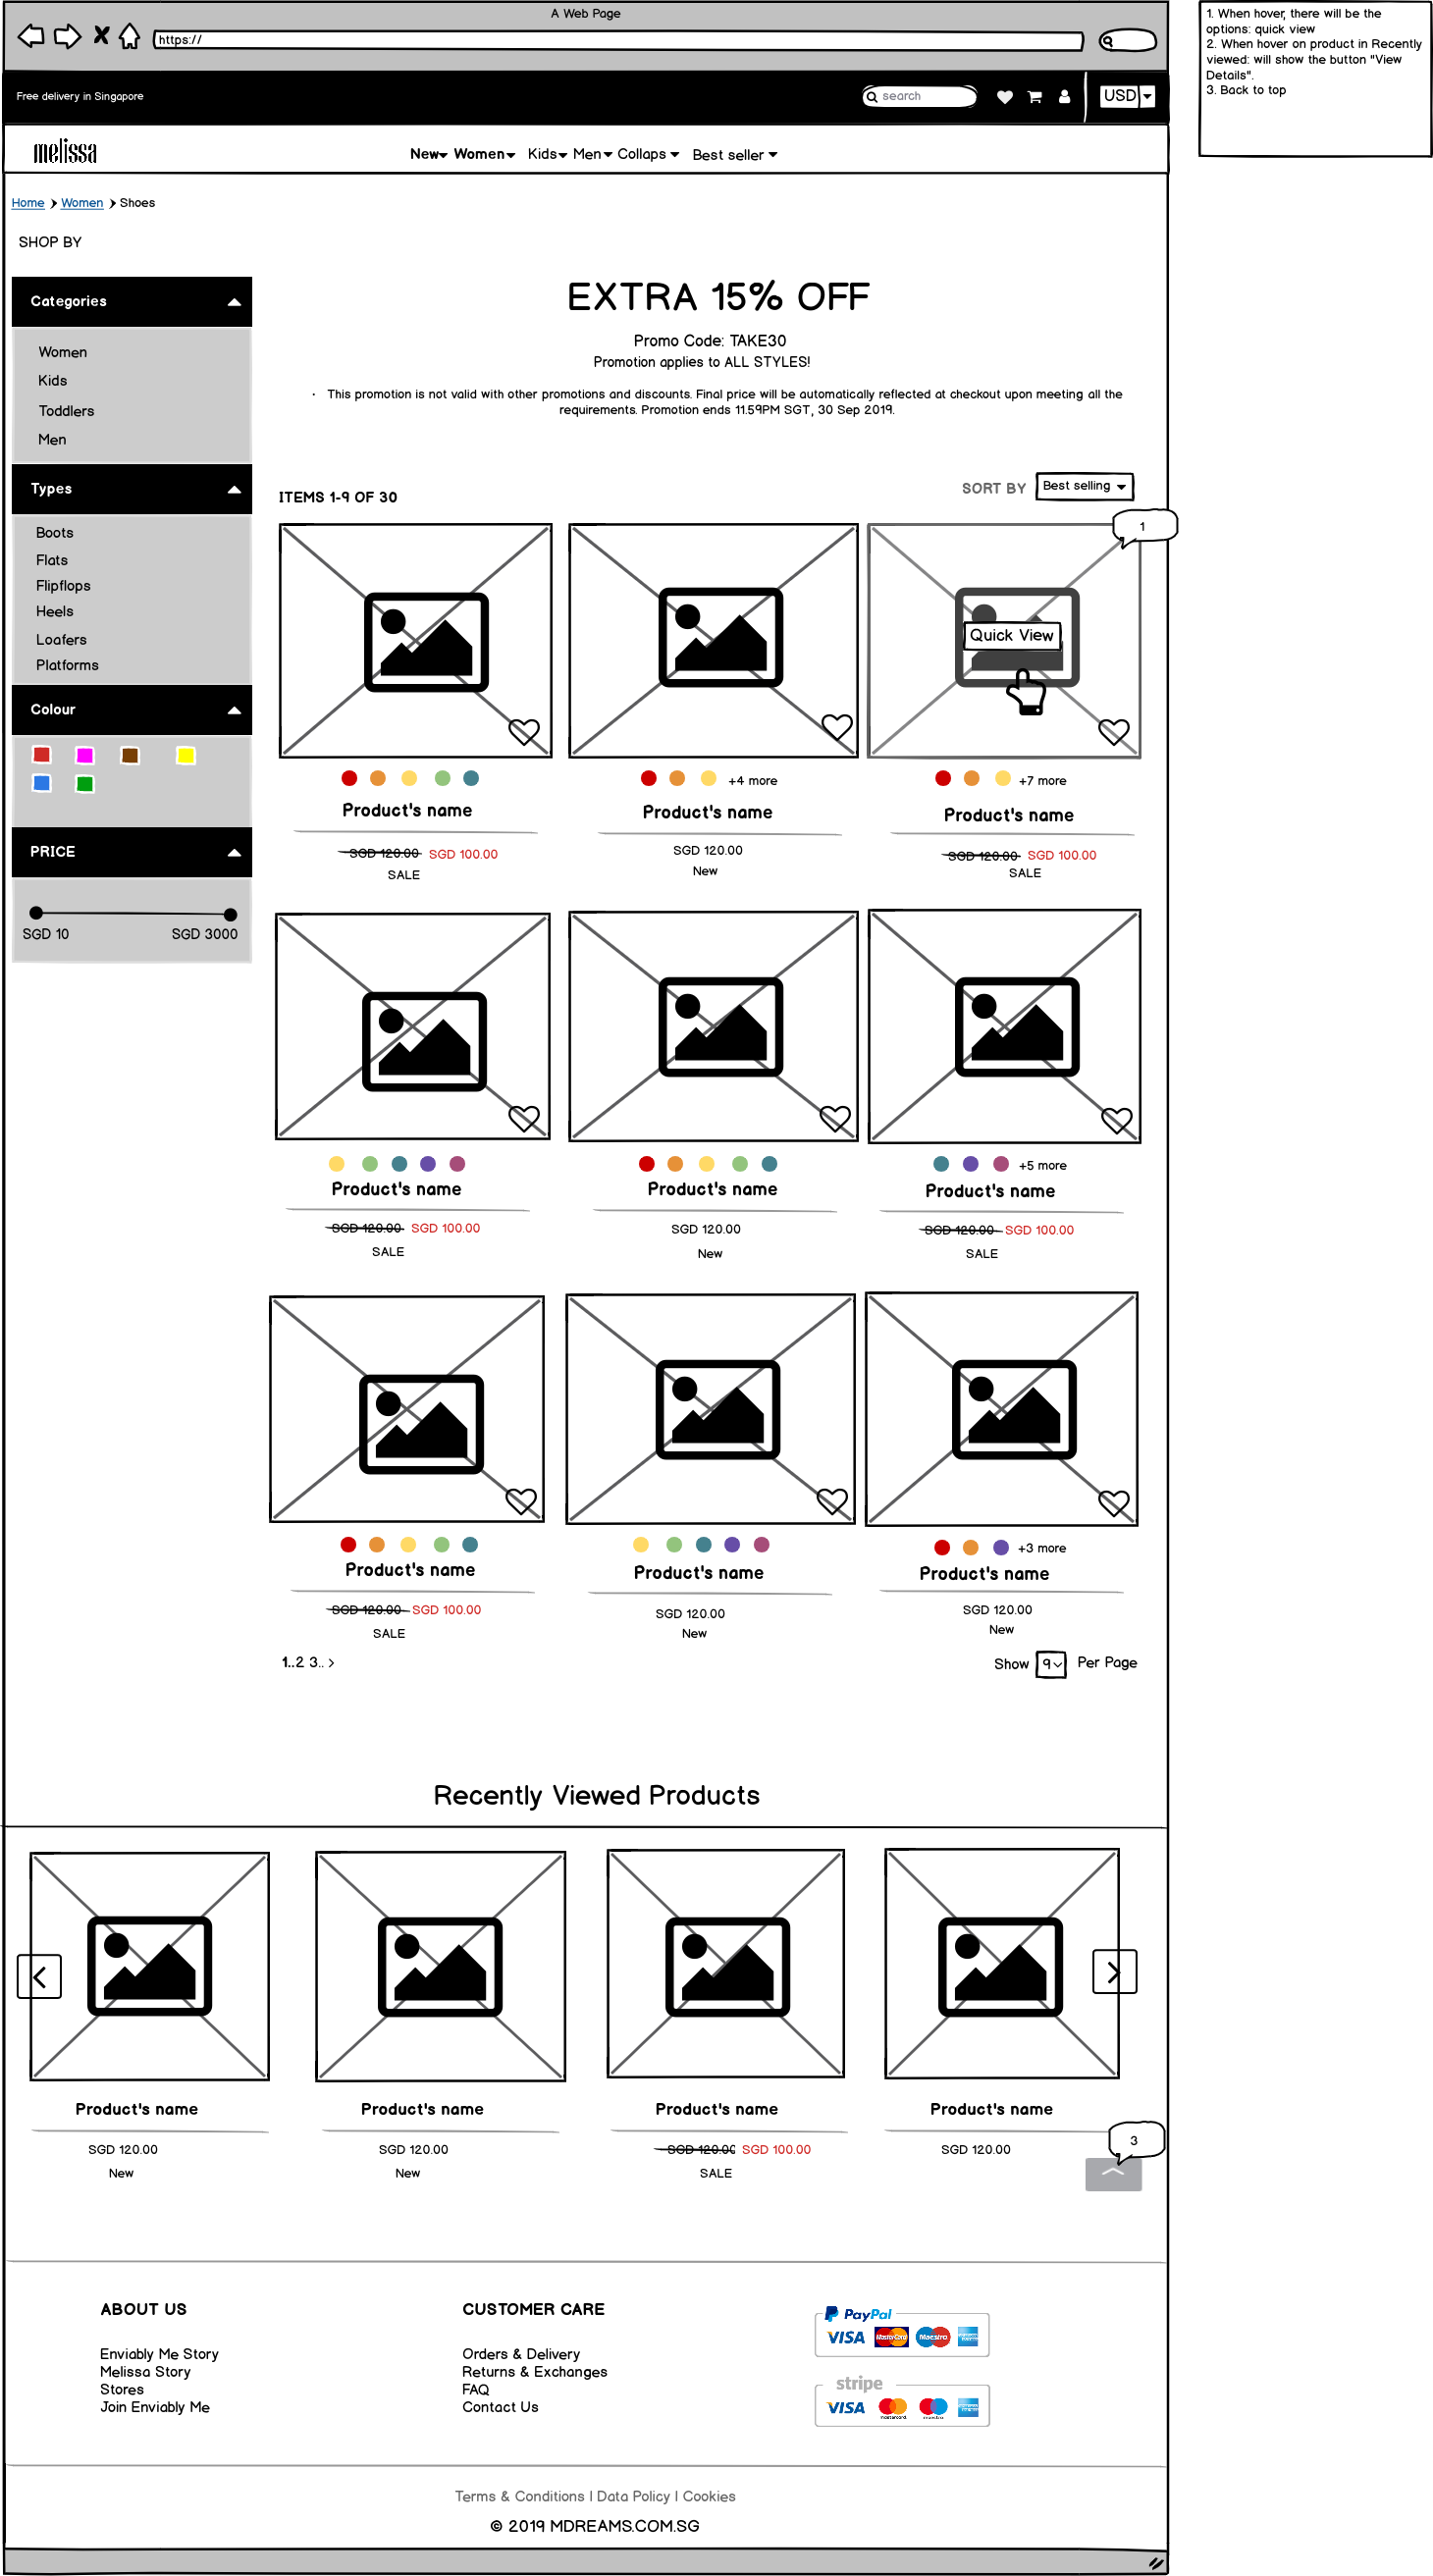 A Web Page
https://
1. When hover, there will be the
options: quick view
2. When hover on product in Recently
viewed: will show the button "View
Details".
3. Back to top
Free delivery in Singapore
search
USD
melissa
New Women Kids Men Collaps Best seller
Home Women Shoes
SHOP BY
Categories
Women
Kids
Toddlers
Men
Types
Boots
Flats
Flipflops
Heels
Loafers
Platforms
Colour
PRICE
SGD 10 SGD 3000
EXTRA 15% OFF
Promo Code: TAKE30
Promotion applies to ALL STYLES!
· This promotion is not valid with other promotions and discounts. Final price will be automatically reflected at checkout upon meeting all the
requirements. Promotion ends 11.59PM SGT, 30 Sep 2019.
ITEMS 1-9 OF 30
SORT BY Best selling
1
Quick View
+4 more +7 more
Product's name Product's name Product's name
SGD 120.00 SGD 100.00 SGD 120.00 SGD 120.00 SGD 100.00
SALE New SALE
+5 more
Product's name Product's name Product's name
SGD 120.00 SGD 100.00 SGD 120.00 SGD 120.00 SGD 100.00
SALE New SALE
+3 more
Product's name Product's name Product's name
SGD 120.00 SGD 100.00 SGD 120.00 SGD 120.00
SALE New New
1..2 3.. >
Show 9 Per Page
Recently Viewed Products
Product's name Product's name Product's name Product's name
SGD 120.00 SGD 120.00 SGD 120.00 SGD 100.00 SGD 120.00
New New SALE
3
ABOUT US
Enviably Me Story
Melissa Story
Stores
Join Enviably Me
CUSTOMER CARE
Orders & Delivery
Returns & Exchanges
FAQ
Contact Us
PayPal
VISA MasterCard Maestro
stripe
VISA mastercard maestro
Terms & Conditions | Data Policy | Cookies
© 2019 MDREAMS.COM.SG